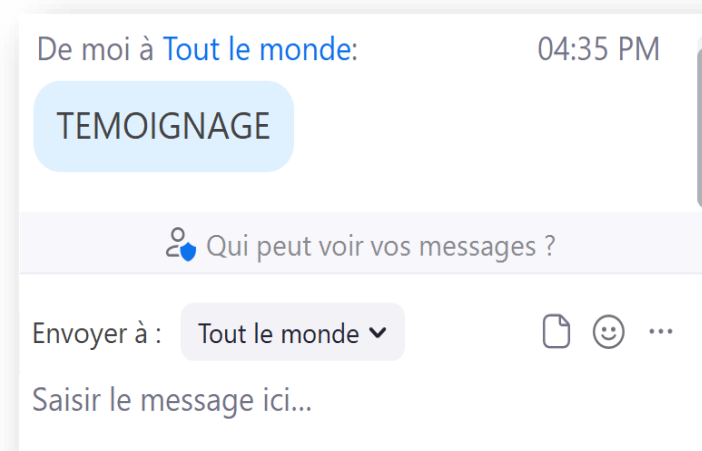 De moi à Tout le monde: 04:35 PM
TEMOIGNAGE
Qui peut voir vos messages ?
Envoyer à : Tout le monde
Saisir le message ici...